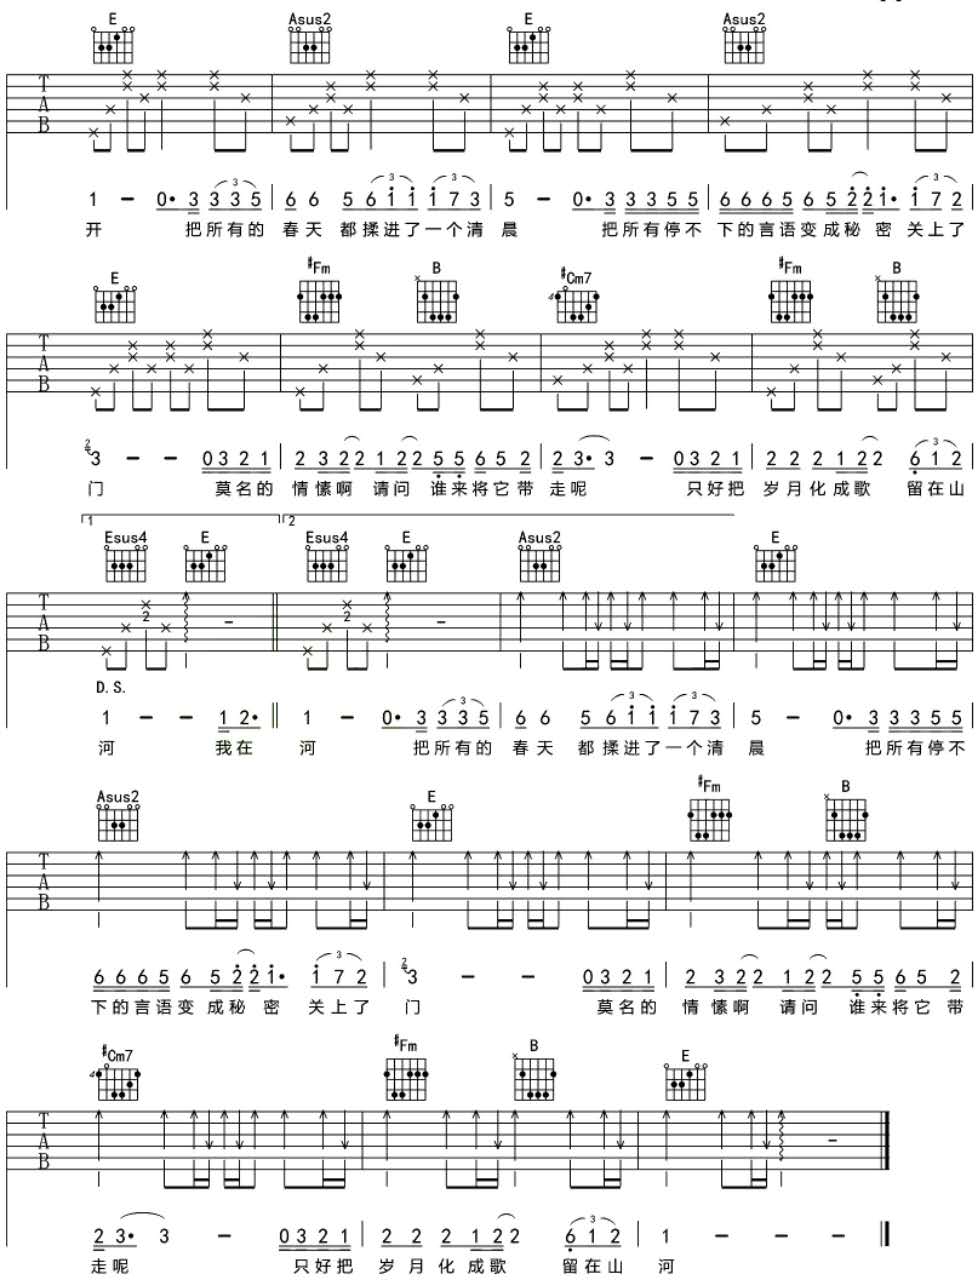 E Asus2 E Asus2
T A B
1 – 0· 3 3 3 5 6 6 5 6 i i i 7 3 5 – 0· 3 3 3 5 5 6 6 6 5 6 5 2 2 i· i 7 2
开 把所有的 春天 都揉进了一个清 晨 把所有停不 下的言语变成秘 密 关上了
E #Fm B #Cm7 #Fm B
T A B
3 – – 0 3 2 1 2 3 2 2 1 2 2 5 5 6 5 2 2 3· 3 – 0 3 2 1 2 2 2 1 2 2 6 1 2
门 莫名的 情愫啊 请问 谁来将它带 走呢 只好把 岁月化成歌 留在山
1 2
Esus4 E Esus4 E Asus2 E
T A B 2 – 2 –
D.S.
1 – – 1 2· 1 – 0· 3 3 3 5 6 6 5 6 i i i 7 3 5 – 0· 3 3 3 5 5
河 我在 河 把所有的 春天 都揉进了一个清 晨 把所有停不
Asus2 E #Fm B
T A B
6 6 6 5 6 5 2 2 i· i 7 2 3 – – 0 3 2 1 2 3 2 2 1 2 2 5 5 6 5 2
下的言语变 成秘 密 关上了 门 莫名的 情愫啊 请问 谁来将它 带
#Cm7 #Fm B E
T A B –
2 3· 3 – 0 3 2 1 2 2 2 1 2 2 6 1 2 1 – – –
走呢 只好把 岁月化成歌 留在山 河